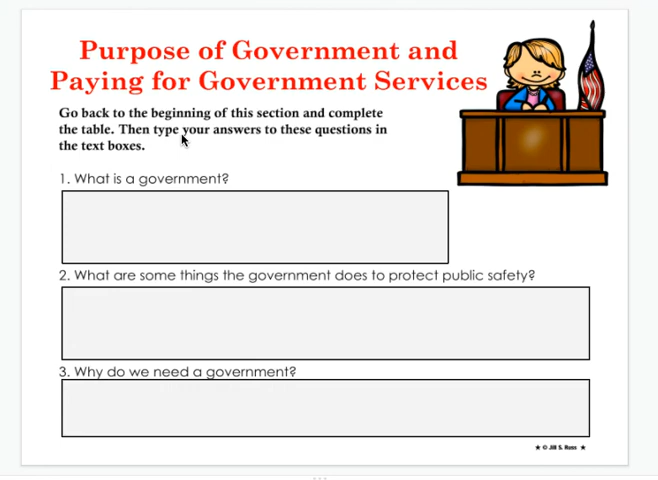 Purpose of Government and
Paying for Government Services
Go back to the beginning of this section and complete
the table. Then type your answers to these questions in
the text boxes.
1. What is a government?
2. What are some things the government does to protect public safety?
3. Why do we need a government?
★ © Jill S. Russ ★